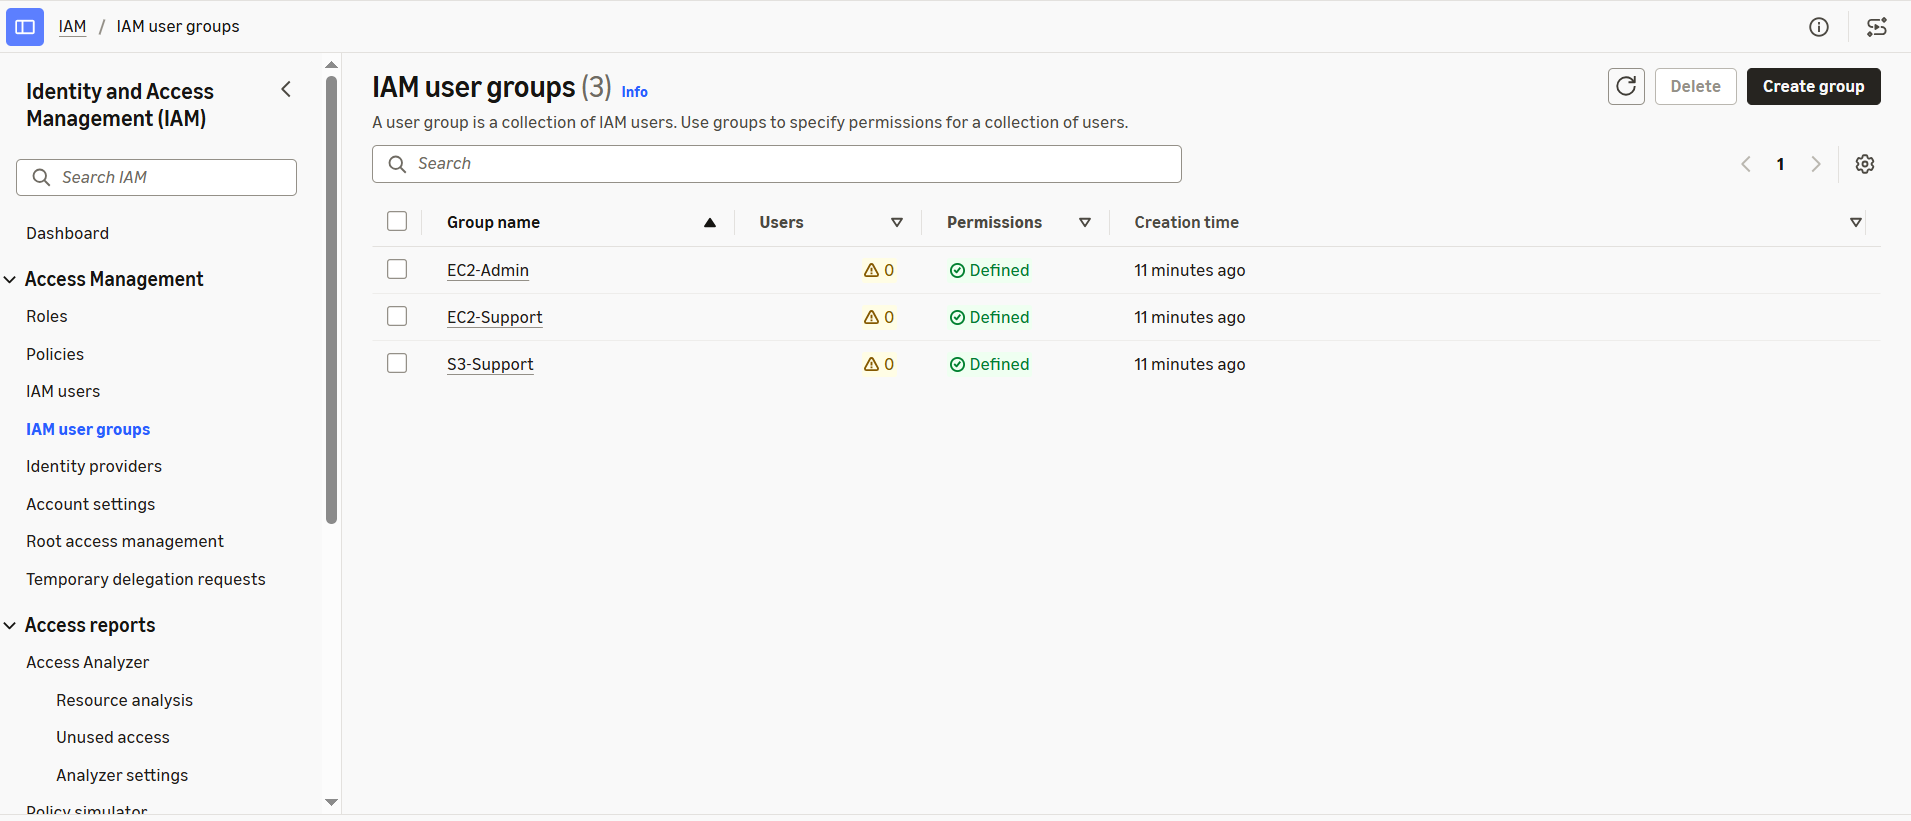 IAM / IAM user groups
Identity and Access
Management (IAM)
Search IAM
Dashboard
Access Management
Roles
Policies
IAM users
IAM user groups
Identity providers
Account settings
Root access management
Temporary delegation requests
Access reports
Access Analyzer
Resource analysis
Unused access
Analyzer settings
Policy simulator
IAM user groups (3) Info
Delete
Create group
A user group is a collection of IAM users. Use groups to specify permissions for a collection of users.
Search
1
Group name Users Permissions Creation time
EC2-Admin 0 Defined 11 minutes ago
EC2-Support 0 Defined 11 minutes ago
S3-Support 0 Defined 11 minutes ago